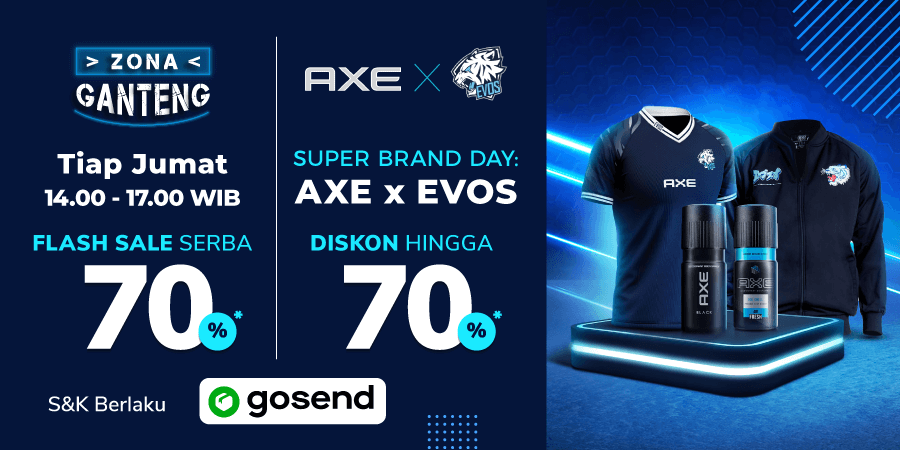 > ZONA <
GANTENG
Tiap Jumat
14.00 - 17.00 WIB
FLASH SALE SERBA
70%*
AXE X EVOS
SUPER BRAND DAY:
AXE x EVOS
DISKON HINGGA
70%*
S&K Berlaku
gosend
AXE
AXE
BLACK
AXE
FRESH